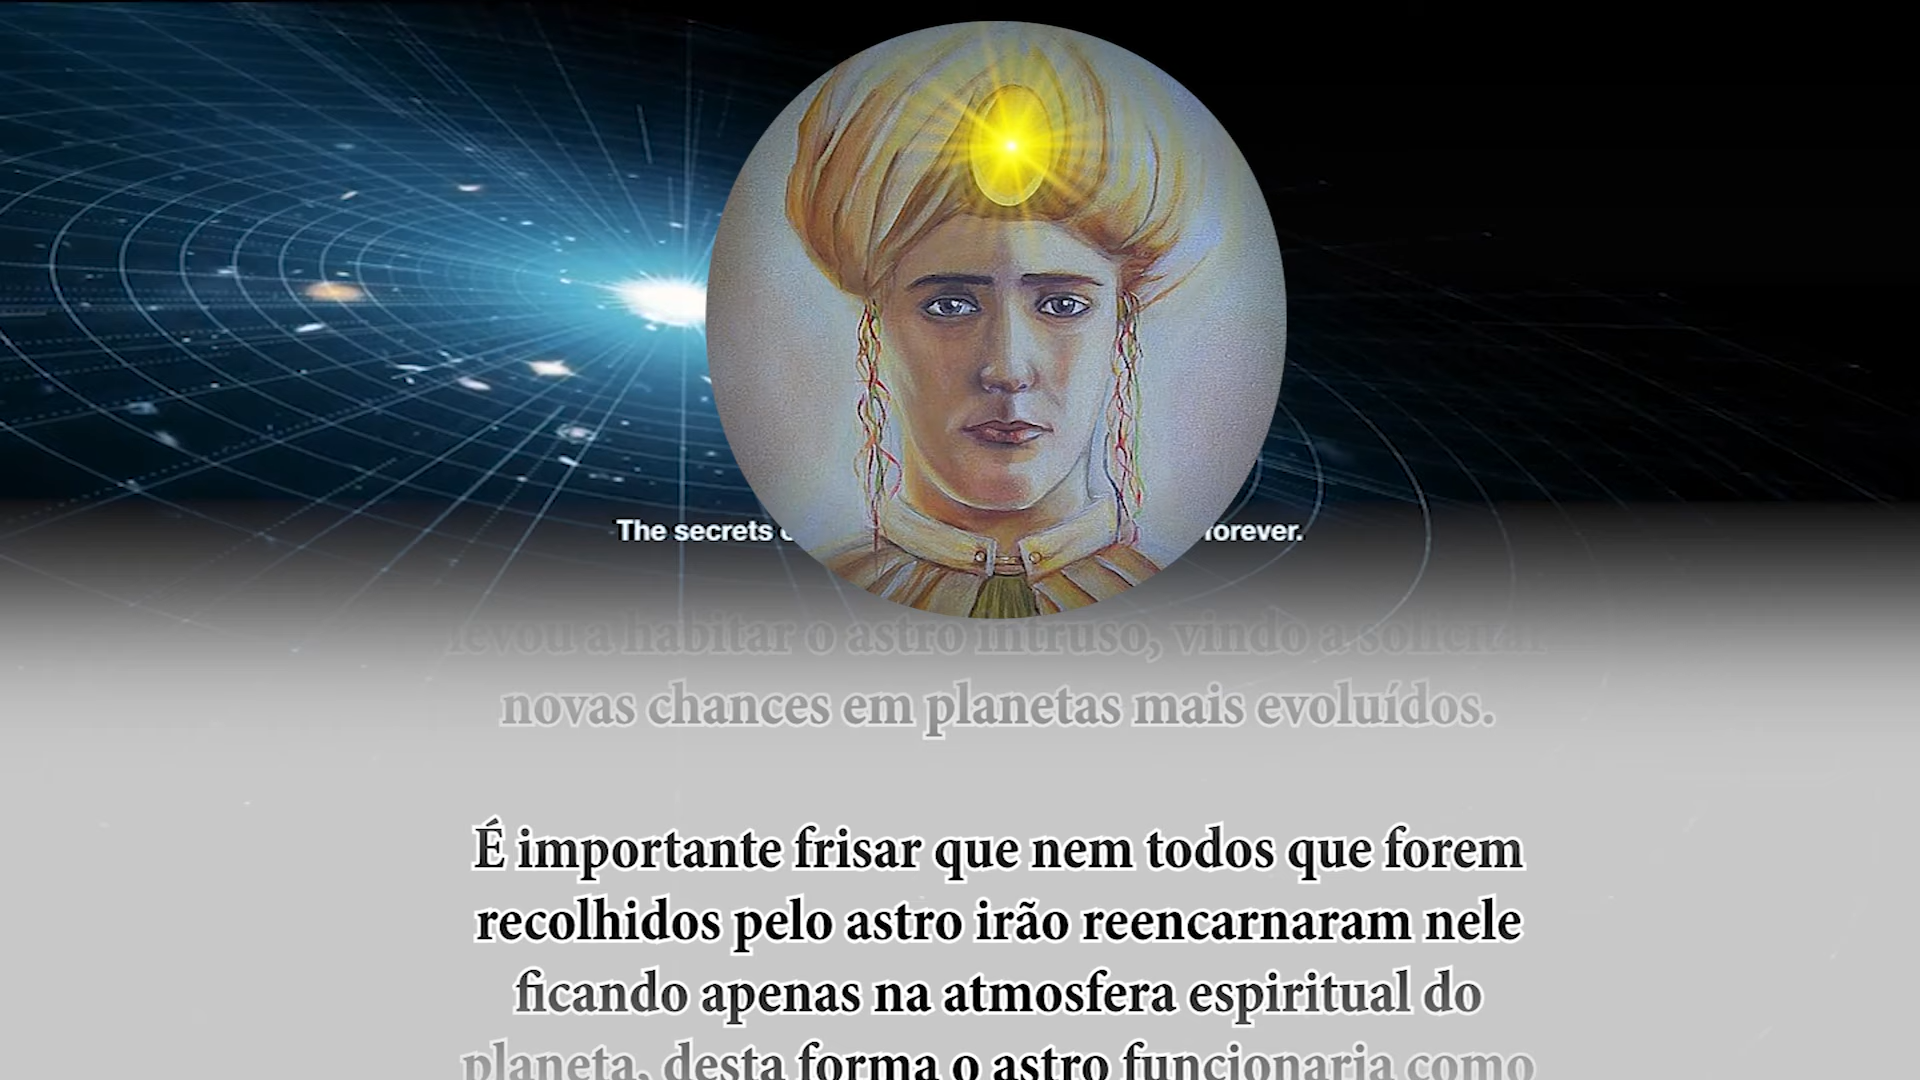 The secrets
forever.
levou a habitar o astro intruso, vindo a solicitar
novas chances em planetas mais evoluídos.
É importante frisar que nem todos que forem
recolhidos pelo astro irão reencarnaram nele
ficando apenas na atmosfera espiritual do
planeta, desta forma o astro funcionaria como